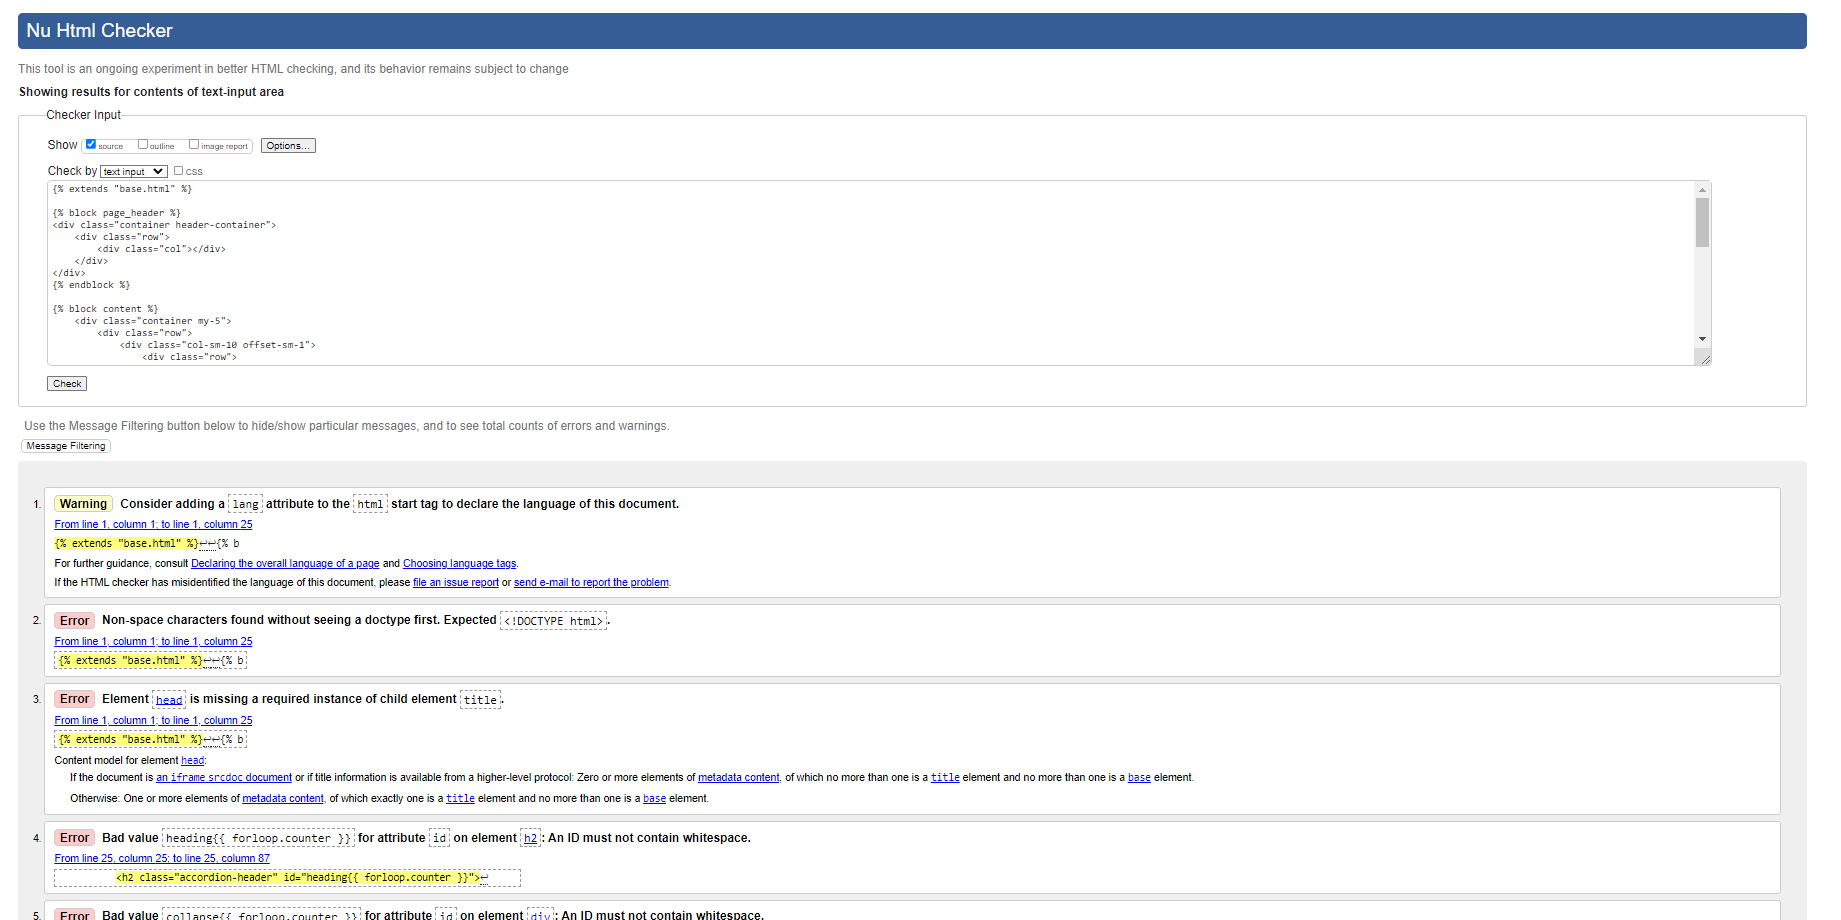 Nu Html Checker
This tool is an ongoing experiment in better HTML checking, and its behavior remains subject to change
Showing results for contents of text-input area
Checker Input
Show source outline image report Options...
Check by text input css
{% extends "base.html" %}
{% block page_header %}
<div class="container header-container">
<div class="row">
<div class="col"></div>
</div>
</div>
{% endblock %}
{% block content %}
<div class="container my-5">
<div class="row">
<div class="col-sm-10 offset-sm-1">
<div class="row">
Check
Use the Message Filtering button below to hide/show particular messages, and to see total counts of errors and warnings.
Message Filtering
1. Warning Consider adding a lang attribute to the html start tag to declare the language of this document.
From line 1, column 1; to line 1, column 25
{% extends "base.html" %}↩↩{% b
For further guidance, consult Declaring the overall language of a page and Choosing language tags.
If the HTML checker has misidentified the language of this document, please file an issue report or send e-mail to report the problem.
2. Error Non-space characters found without seeing a doctype first. Expected <!DOCTYPE html>.
From line 1, column 1; to line 1, column 25
{% extends "base.html" %}↩↩{% b
3. Error Element head is missing a required instance of child element title.
From line 1, column 1; to line 1, column 25
{% extends "base.html" %}↩↩{% b
Content model for element head:
If the document is an iframe srcdoc document or if title information is available from a higher-level protocol: Zero or more elements of metadata content, of which no more than one is a title element and no more than one is a base element.
Otherwise: One or more elements of metadata content, of which exactly one is a title element and no more than one is a base element.
4. Error Bad value heading{{ forloop.counter }} for attribute id on element h2: An ID must not contain whitespace.
From line 25, column 25; to line 25, column 87
<h2 class="accordion-header" id="heading{{ forloop.counter }}">↩
5. Error Bad value collapse{{ forloop.counter }} for attribute id on element div: An ID must not contain whitespace.